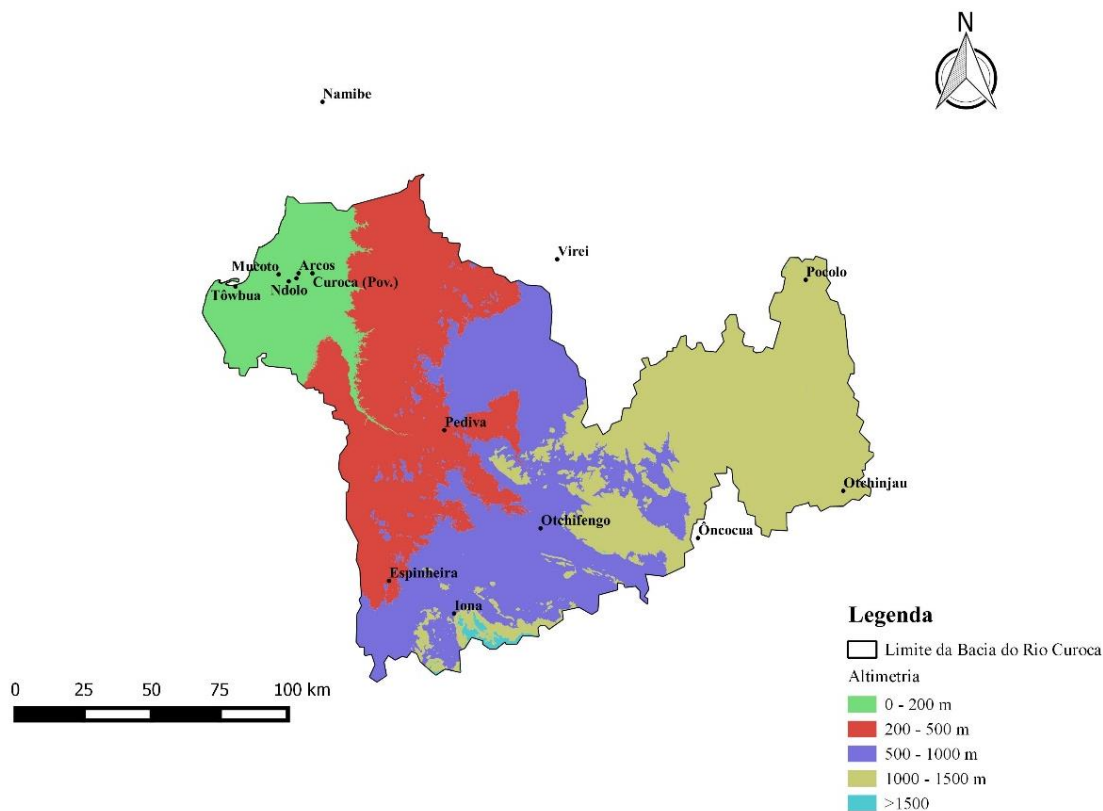 N
Namibe
Virei
Mucoto
Arcos
Curoca (Pov.)
Ndolo
Tôwbua
Pocolo
Pediva
Otchinjau
Otchifengo
Ôncocua
Espinheira
Iona
0 25 50 75 100 km
Legenda
Limite da Bacia do Rio Curoca
Altimetria
0 - 200 m
200 - 500 m
500 - 1000 m
1000 - 1500 m
>1500